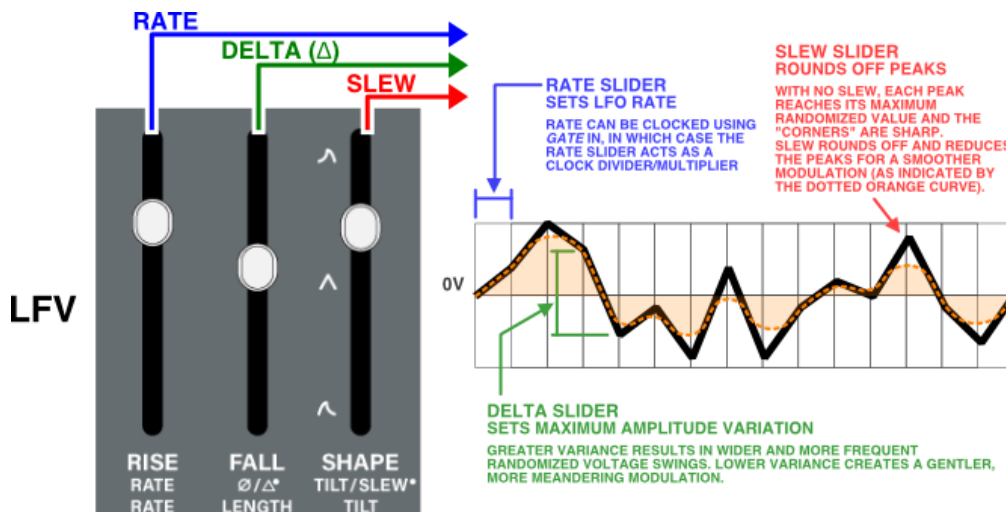 RATE
DELTA (Δ)
SLEW
LFV
RISE
RATE
RATE
FALL
Ø/Δ•
LENGTH
SHAPE
TILT/SLEW•
TILT
RATE SLIDER
SETS LFO RATE
RATE CAN BE CLOCKED USING
GATE IN, IN WHICH CASE THE
RATE SLIDER ACTS AS A
CLOCK DIVIDER/MULTIPLIER
SLEW SLIDER
ROUNDS OFF PEAKS
WITH NO SLEW, EACH PEAK
REACHES ITS MAXIMUM
RANDOMIZED VALUE AND THE
"CORNERS" ARE SHARP.
SLEW ROUNDS OFF AND REDUCES
THE PEAKS FOR A SMOOTHER
MODULATION (AS INDICATED BY
THE DOTTED ORANGE CURVE).
0V
DELTA SLIDER
SETS MAXIMUM AMPLITUDE VARIATION
GREATER VARIANCE RESULTS IN WIDER AND MORE FREQUENT
RANDOMIZED VOLTAGE SWINGS. LOWER VARIANCE CREATES A GENTLER,
MORE MEANDERING MODULATION.